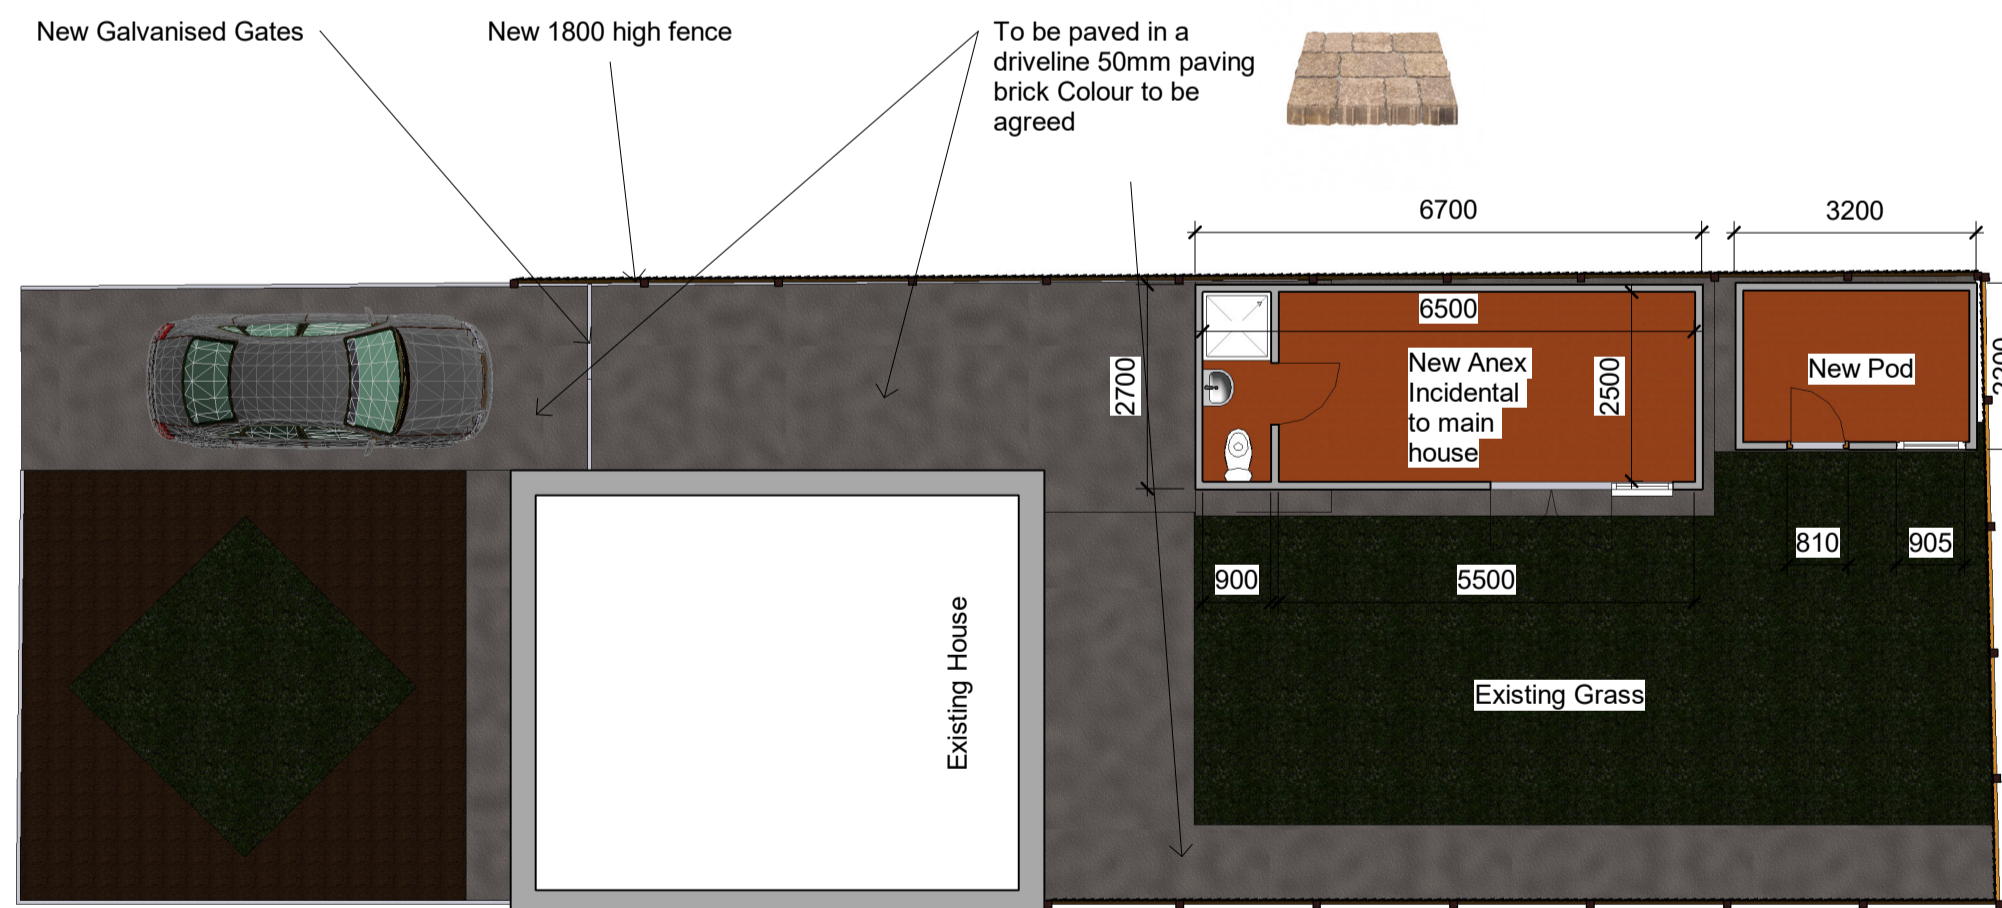 New Galvanised Gates
New 1800 high fence
To be paved in a
driveline 50mm paving
brick Colour to be
agreed
6700
3200
6500
2700
New Anex
Incidental
to main
house
2500
New Pod
810
905
900
5500
Existing House
Existing Grass